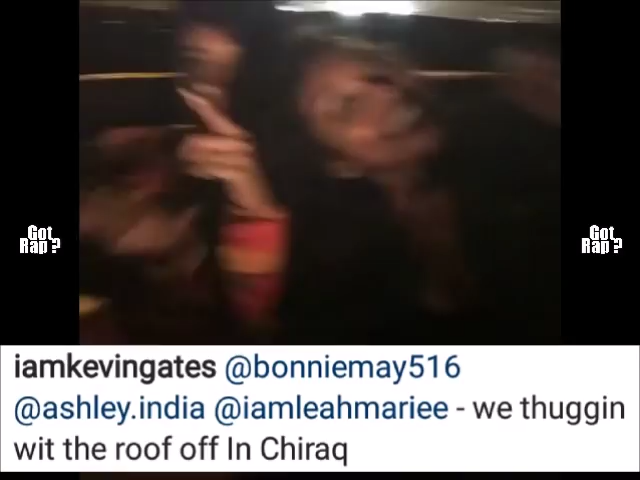 Got
Rap ?
Got
Rap ?
iamkevingates @bonniemay516
@ashley.india @iamleahmariee - we thuggin
wit the roof off In Chiraq